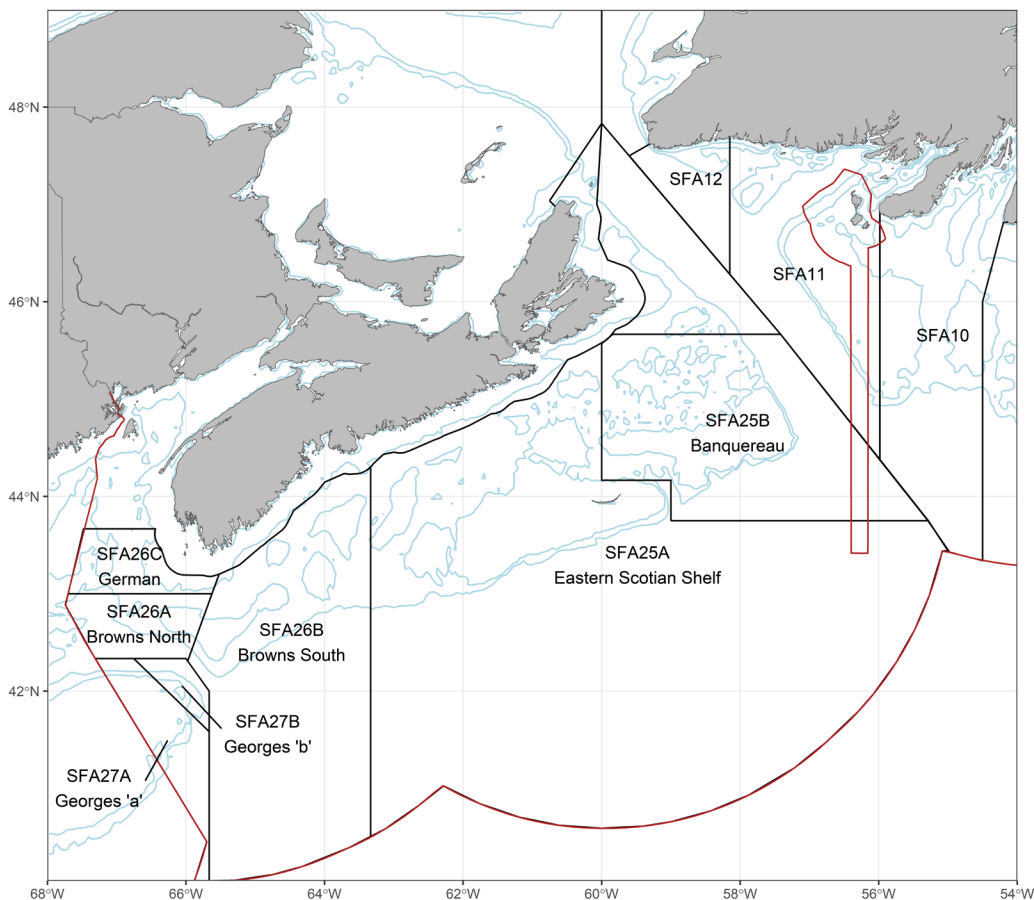 48°N
SFA12
SFA11
46°N
SFA10
SFA25B
Banquereau
44°N
SFA26C
German
SFA25A
Eastern Scotian Shelf
SFA26A
Browns North
SFA26B
Browns South
42°N
SFA27B
Georges 'b'
SFA27A
Georges 'a'
68°W 66°W 64°W 62°W 60°W 58°W 56°W 54°W